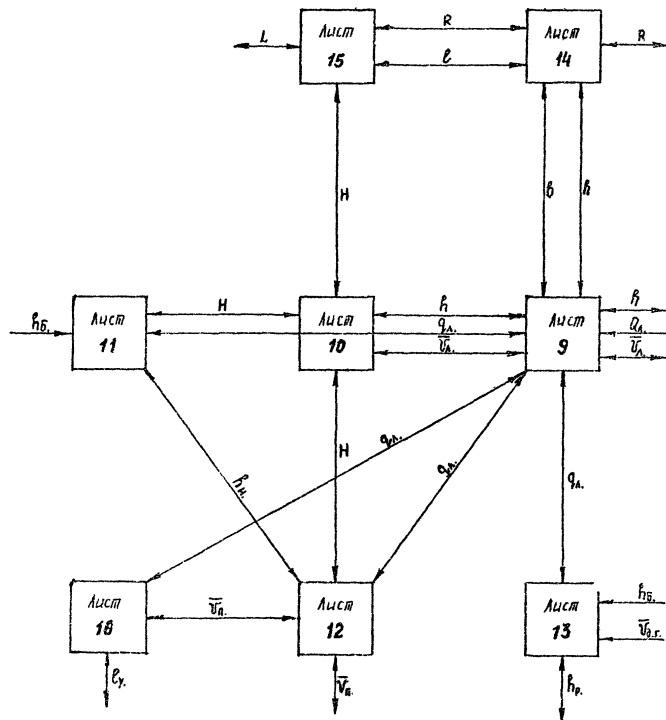 L
Лист
15
R
ℓ
Лист
14
R
H
b
h
hб.
Лист
11
H
Лист
10
h
qл.
v̅л.
Лист
9
h
Qл.
v̅л.
hн.
H
qл.
qл.
qл.
Лист
v̅п.
Лист
12
Лист
13
hб.
v̅в.г.
ℓу.
v̅п.
hр.